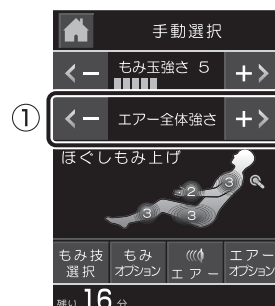 手動選択
もみ玉強さ 5
< − + >
①
< − エアー全体強さ + >
ほぐしもみ上げ
2 3
3 3
もみ技選択 もみオプション エアー エアーオプション
残り 16 分